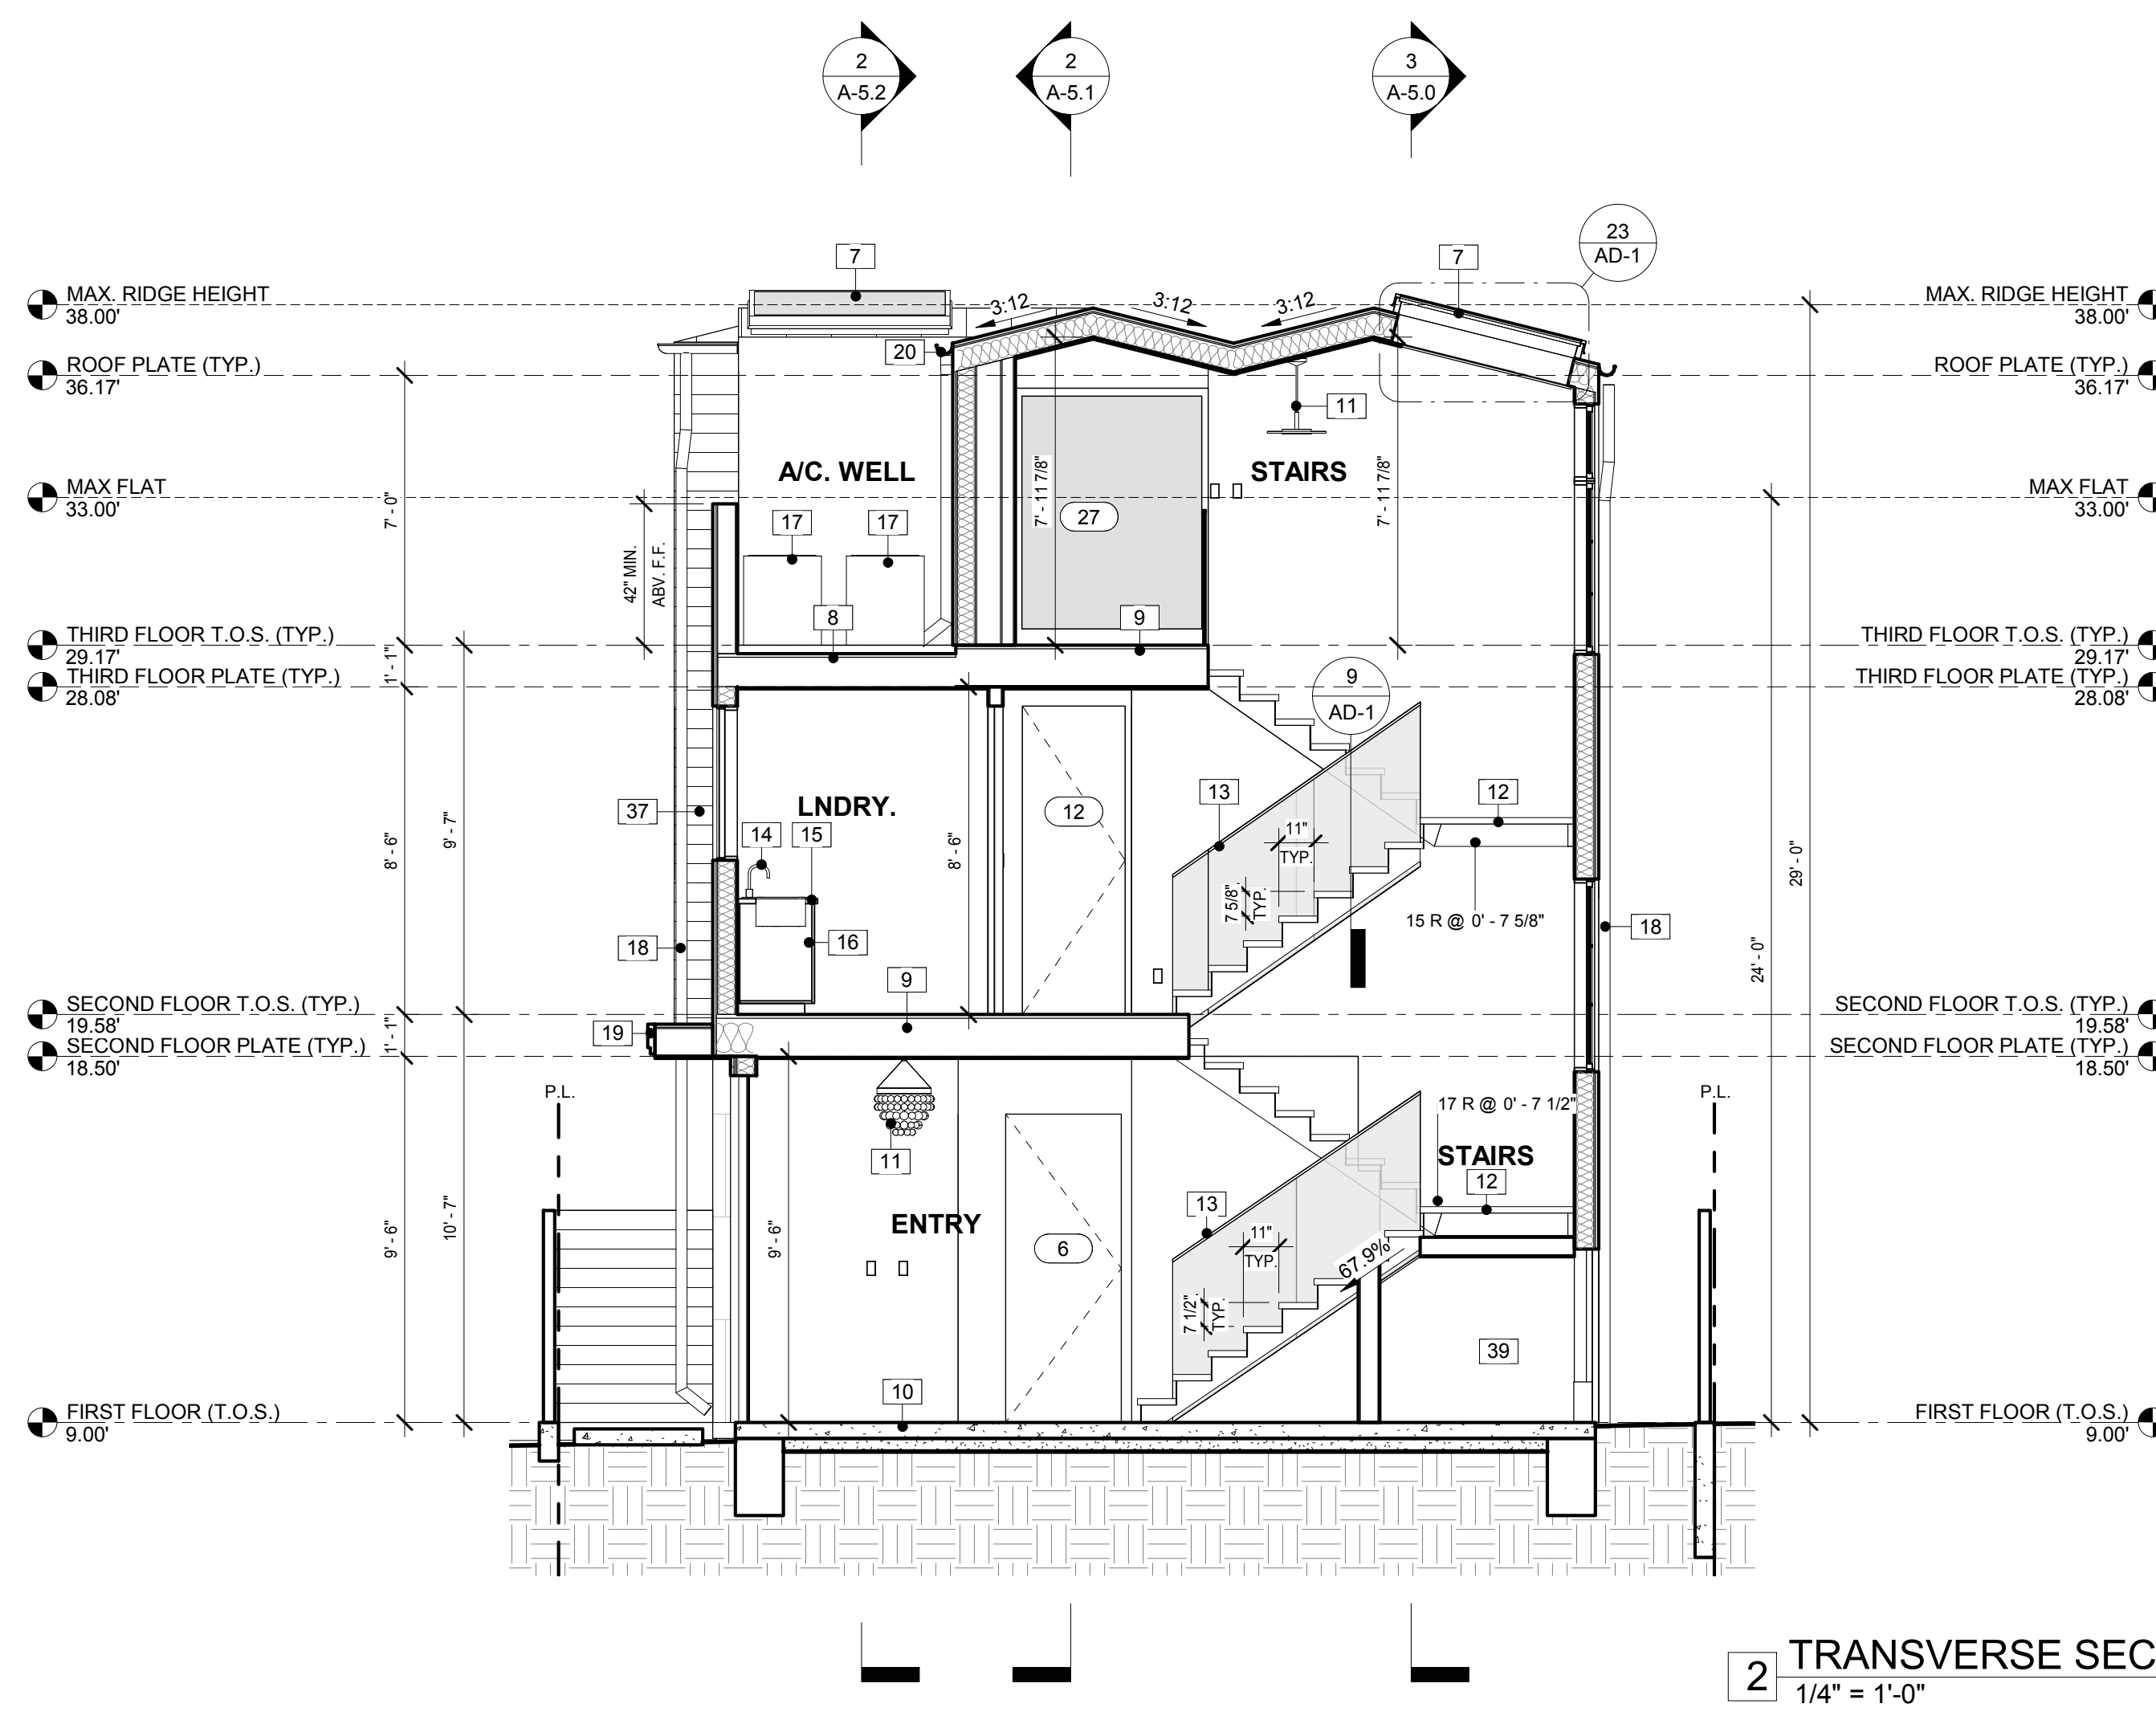 2
A-5.2
2
A-5.1
3
A-5.0
23
AD-1
7
7
MAX. RIDGE HEIGHT
38.00'
3:12
3:12
3:12
MAX. RIDGE HEIGHT
38.00'
20
ROOF PLATE (TYP.)
36.17'
ROOF PLATE (TYP.)
36.17'
11
A/C. WELL
STAIRS
MAX FLAT
33.00'
7' - 0"
17
17
7' - 11 7/8"
27
7' - 11 7/8"
MAX FLAT
33.00'
42" MIN.
ABV. F.F.
8
9
THIRD FLOOR T.O.S. (TYP.)
29.17'
1' - 1"
THIRD FLOOR PLATE (TYP.)
28.08'
THIRD FLOOR T.O.S. (TYP.)
29.17'
THIRD FLOOR PLATE (TYP.)
28.08'
9
AD-1
37
LNDRY.
12
13
12
14
15
11"
TYP.
8' - 6"
9' - 7"
8' - 6"
29' - 0"
7 5/8"
TYP.
15 R @ 0' - 7 5/8"
18
16
18
24' - 0"
9
SECOND FLOOR T.O.S. (TYP.)
19.58'
1' - 1"
19
SECOND FLOOR PLATE (TYP.)
18.50'
SECOND FLOOR T.O.S. (TYP.)
19.58'
SECOND FLOOR PLATE (TYP.)
18.50'
P.L.
P.L.
17 R @ 0' - 7 1/2"
11
STAIRS
12
13
ENTRY
6
11"
TYP.
67.9%
9' - 6"
10' - 7"
9' - 6"
7 1/2"
TYP.
39
10
FIRST FLOOR (T.O.S.)
9.00'
FIRST FLOOR (T.O.S.)
9.00'
2
TRANSVERSE SEC
1/4" = 1'-0"